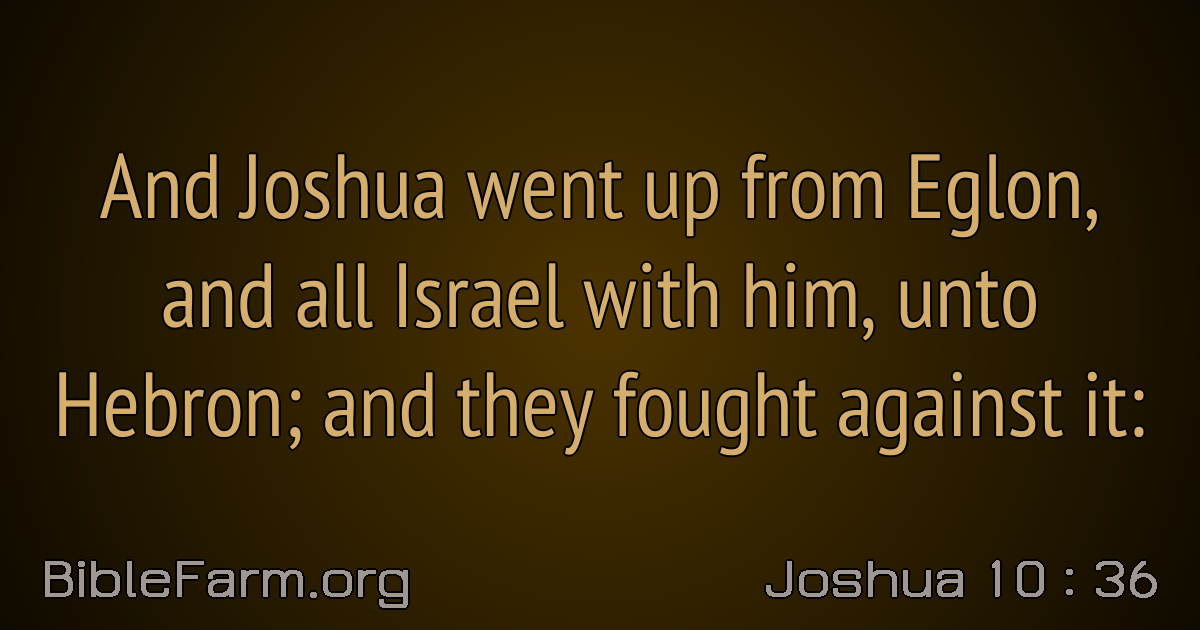 And Joshua went up from Eglon,
and all Israel with him, unto
Hebron; and they fought against it:
BibleFarm.org
Joshua 10 : 36